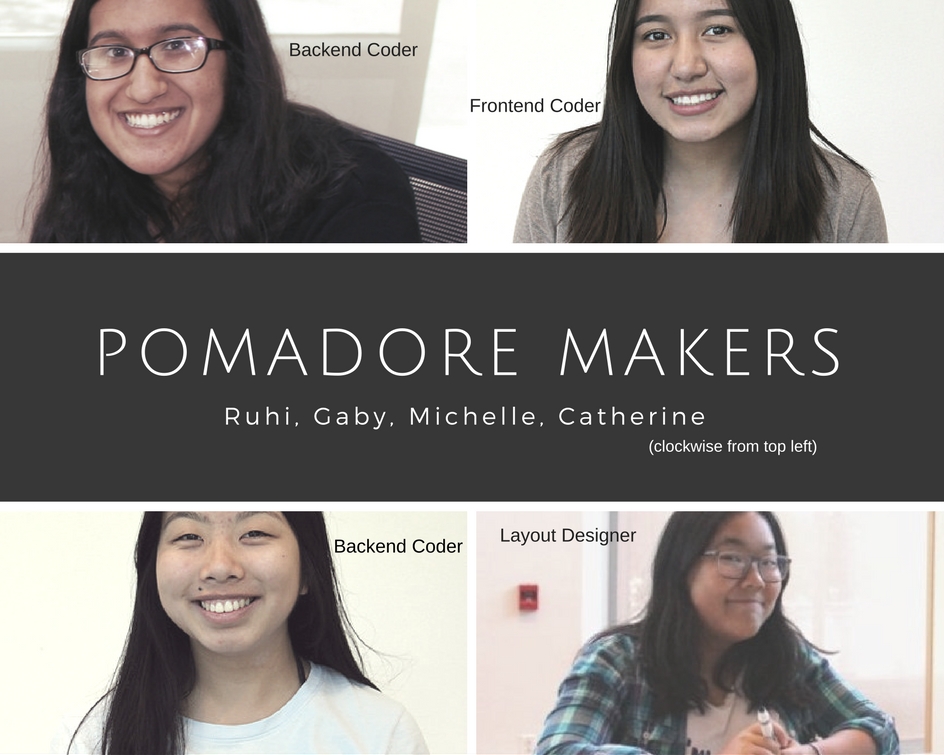 Backend Coder
Frontend Coder
POMADORE MAKERS
Ruhi, Gaby, Michelle, Catherine
(clockwise from top left)
Backend Coder
Layout Designer